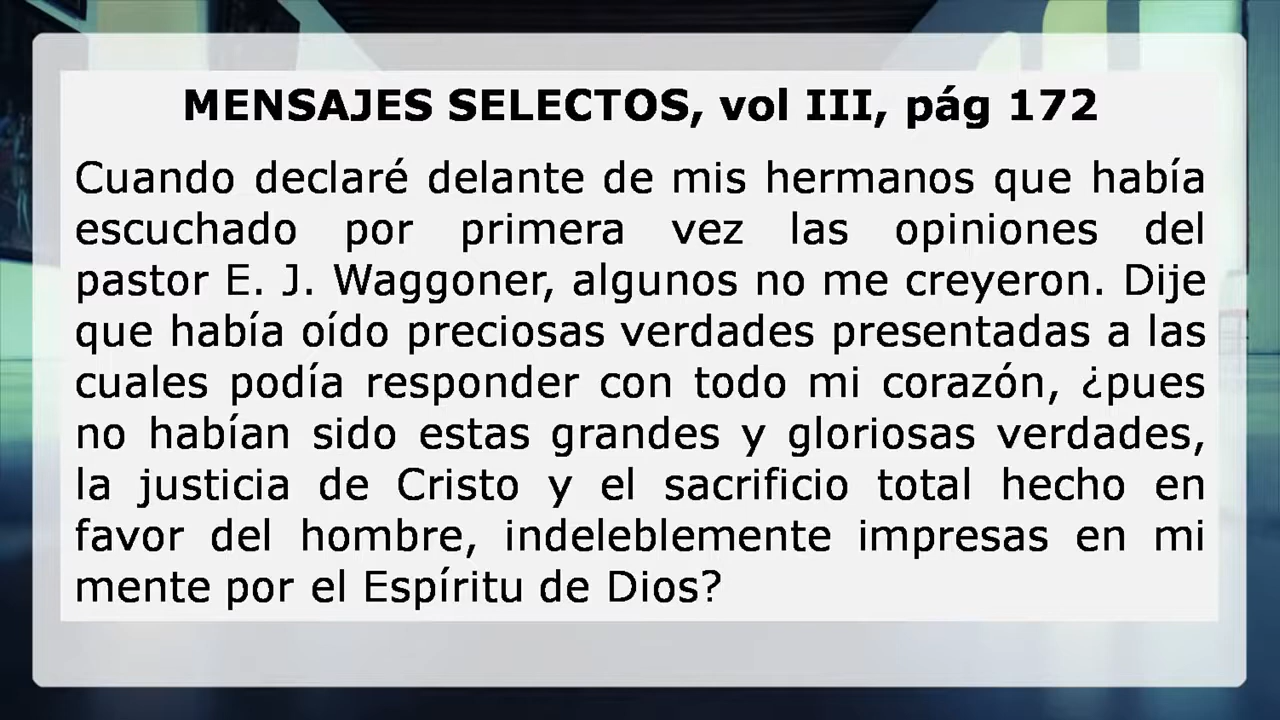 MENSAJES SELECTOS, vol III, pág 172
Cuando declaré delante de mis hermanos que había
escuchado por primera vez las opiniones del
pastor E. J. Waggoner, algunos no me creyeron. Dije
que había oído preciosas verdades presentadas a las
cuales podía responder con todo mi corazón, ¿pues
no habían sido estas grandes y gloriosas verdades,
la justicia de Cristo y el sacrificio total hecho en
favor del hombre, indeleblemente impresas en mi
mente por el Espíritu de Dios?